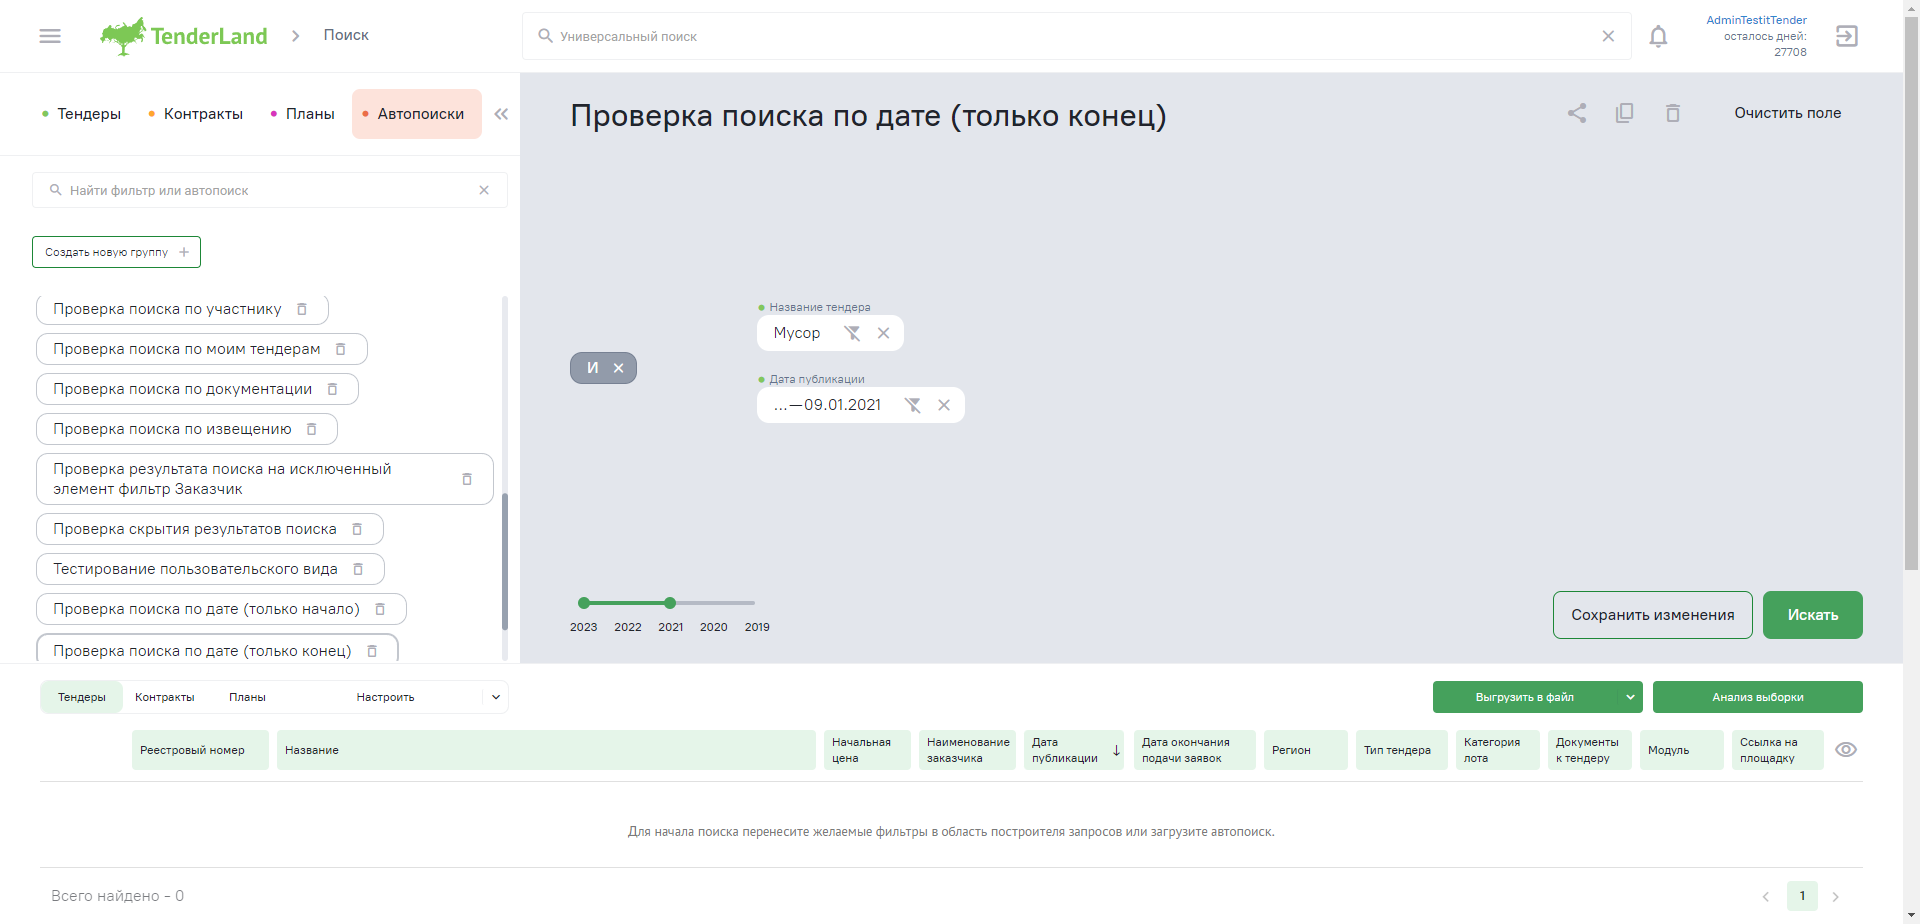 TenderLand
Поиск
Универсальный поиск
AdminTestitTender
осталось дней:
27708
Тендеры
Контракты
Планы
Автопоиски
Найти фильтр или автопоиск
Создать новую группу
Проверка поиска по участнику
Проверка поиска по моим тендерам
Проверка поиска по документации
Проверка поиска по извещению
Проверка результата поиска на исключенный
элемент фильтр Заказчик
Проверка скрытия результатов поиска
Тестирование пользовательского вида
Проверка поиска по дате (только начало)
Проверка поиска по дате (только конец)
Проверка поиска по дате (только конец)
Очистить поле
Название тендера
Мусор
И
Дата публикации
...—09.01.2021
2023 2022 2021 2020 2019
Сохранить изменения
Искать
Тендеры
Контракты
Планы
Настроить
Выгрузить в файл
Анализ выборки
Реестровый номер
Название
Начальная
цена
Наименование
заказчика
Дата
публикации
Дата окончания
подачи заявок
Регион
Тип тендера
Категория
лота
Документы
к тендеру
Модуль
Ссылка на
площадку
Для начала поиска перенесите желаемые фильтры в область построителя запросов или загрузите автопоиск.
Всего найдено - 0
1